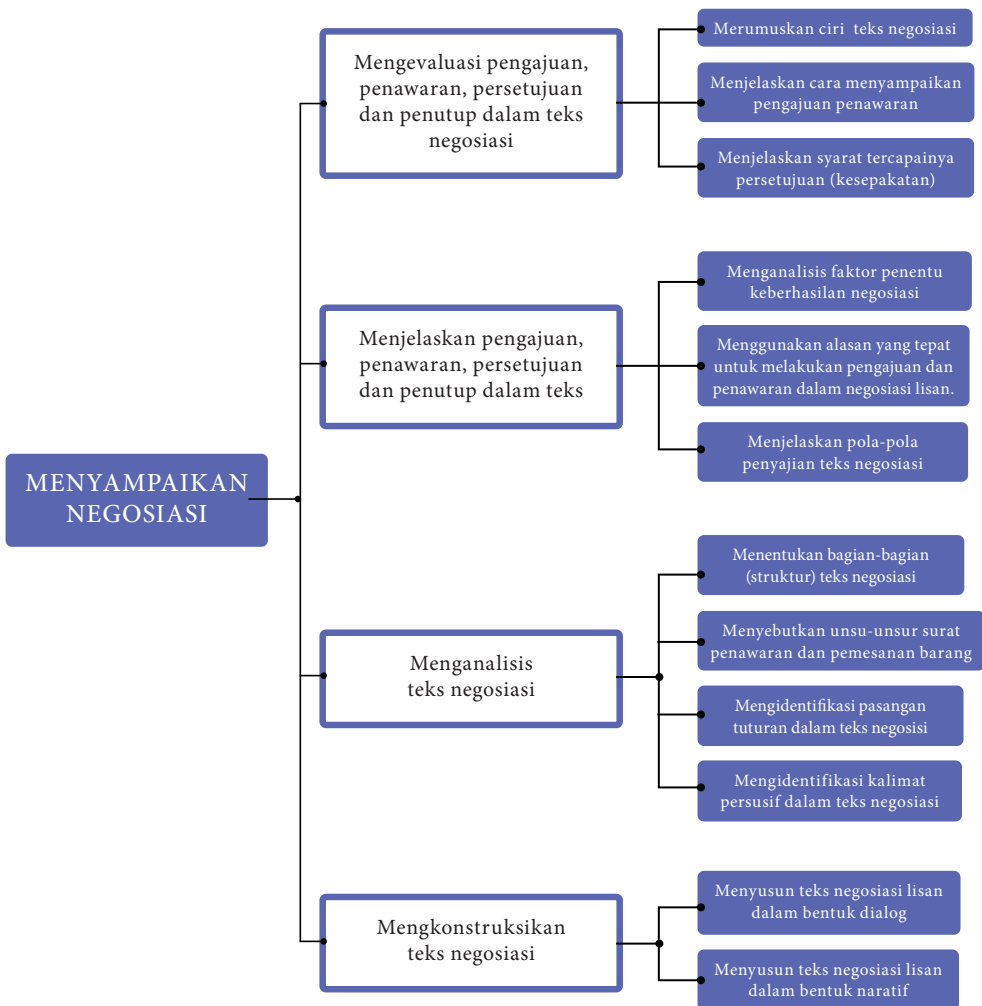 MENYAMPAIKAN
NEGOSIASI
Mengevaluasi pengajuan,
penawaran, persetujuan
dan penutup dalam teks
negosiasi
Merumuskan ciri teks negosiasi
Menjelaskan cara menyampaikan
pengajuan penawaran
Menjelaskan syarat tercapainya
persetujuan (kesepakatan)
Menjelaskan pengajuan,
penawaran, persetujuan
dan penutup dalam teks
Menganalisis faktor penentu
keberhasilan negosiasi
Menggunakan alasan yang tepat
untuk melakukan pengajuan dan
penawaran dalam negosiasi lisan.
Menjelaskan pola-pola
penyajian teks negosiasi
Menganalisis
teks negosiasi
Menentukan bagian-bagian
(struktur) teks negosiasi
Menyebutkan unsu-unsur surat
penawaran dan pemesanan barang
Mengidentifikasi pasangan
tuturan dalam teks negosisi
Mengidentifikasi kalimat
persusif dalam teks negosiasi
Mengkonstruksikan
teks negosiasi
Menyusun teks negosiasi lisan
dalam bentuk dialog
Menyusun teks negosiasi lisan
dalam bentuk naratif